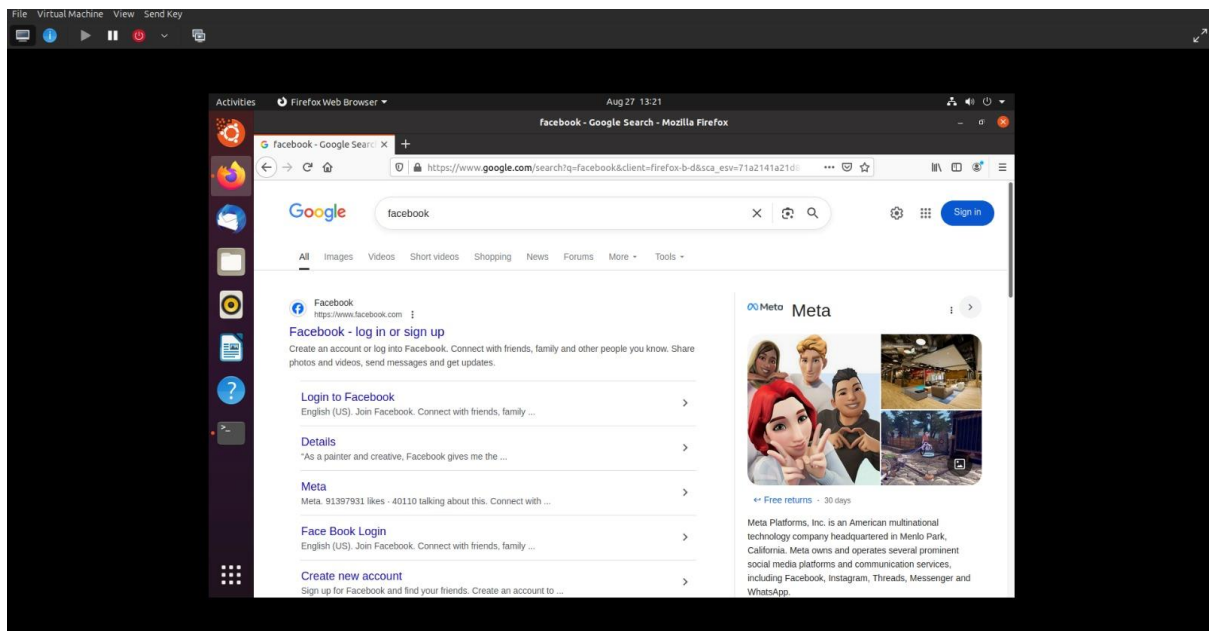 File Virtual Machine View Send Key
Activities Firefox Web Browser Aug 27 13:21
facebook - Google Search - Mozilla Firefox
facebook - Google Searc
https://www.google.com/search?q=facebook&client=firefox-b-d&sca_esv=71a2141a21d
Google facebook Sign in
All Images Videos Short videos Shopping News Forums More Tools
Facebook
https://www.facebook.com
Facebook - log in or sign up
Create an account or log into Facebook. Connect with friends, family and other people you know. Share
photos and videos, send messages and get updates.
Login to Facebook
English (US). Join Facebook. Connect with friends, family ...
Details
"As a painter and creative, Facebook gives me the ...
Meta
Meta. 91397931 likes · 40110 talking about this. Connect with ...
Face Book Login
English (US). Join Facebook. Connect with friends, family ...
Create new account
Sign up for Facebook and find your friends. Create an account to ...
Meta Meta
Free returns · 30 days
Meta Platforms, Inc. is an American multinational
technology company headquartered in Menlo Park,
California. Meta owns and operates several prominent
social media platforms and communication services,
including Facebook, Instagram, Threads, Messenger and
WhatsApp.